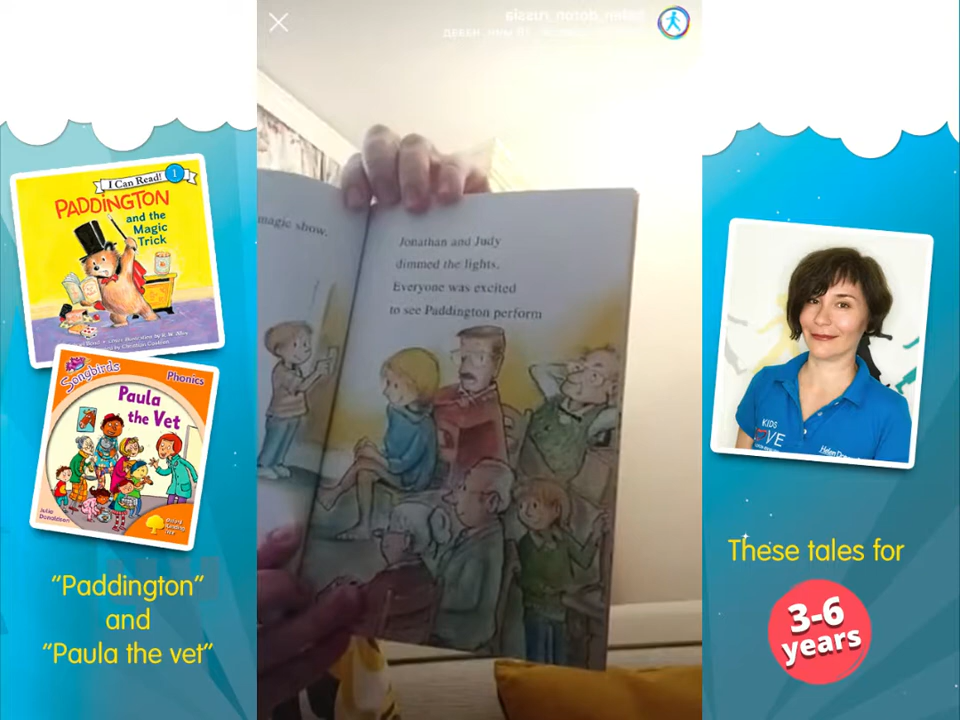 I Can Read!
1
PADDINGTON
and the
Magic
Trick
Songbirds
Phonics
Paula
the Vet
Julia
Donaldson
"Paddington"
and
"Paula the vet"
magic show.
Jonathan and Judy
dimmed the lights.
Everyone was excited
to see Paddington perform
KIDS
These tales for
3-6
years